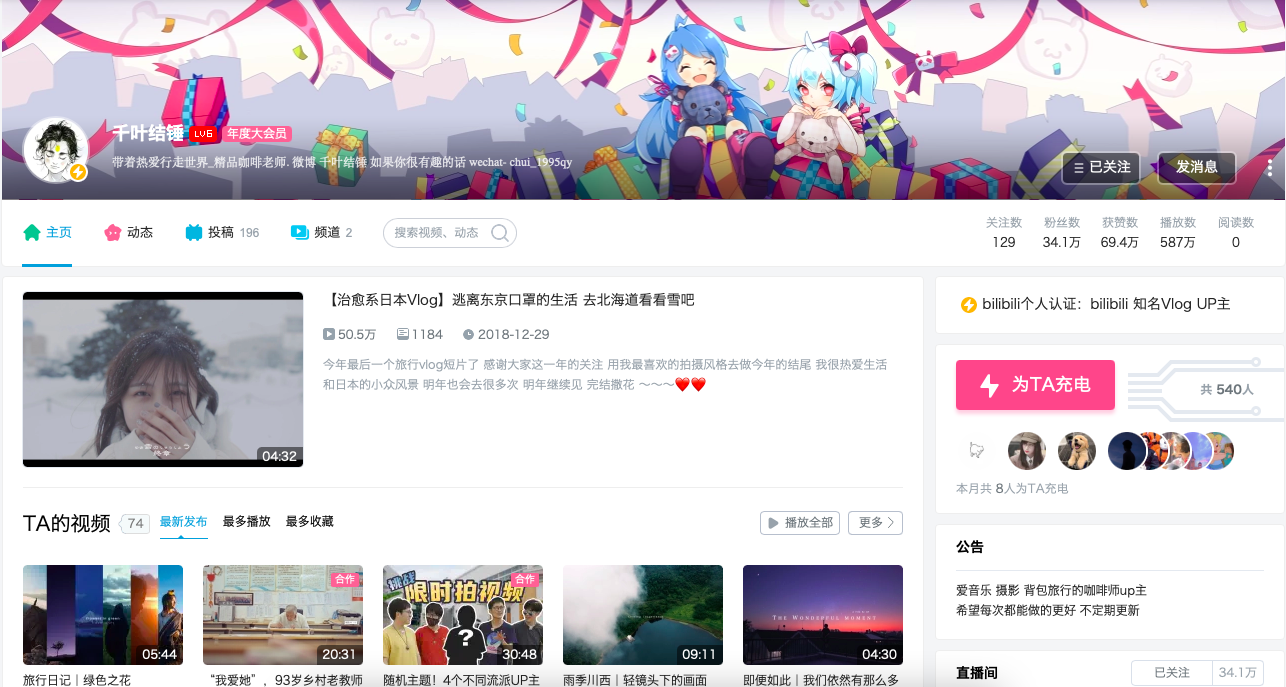 千叶结锤 LV6 年度大会员
带着热爱行走世界_精品咖啡老师. 微博 千叶结锤 如果你很有趣的话 wechat- chui_1995qy
已关注 发消息
主页 动态 投稿 196 频道 2 搜索视频、动态
关注数 粉丝数 获赞数 播放数 阅读数
129 34.1万 69.4万 587万 0
【治愈系日本Vlog】逃离东京口罩的生活 去北海道看看雪吧
50.5万 1184 2018-12-29
今年最后一个旅行vlog短片了 感谢大家这一年的关注 用我最喜欢的拍摄风格去做今年的结尾 我很热爱生活
和日本的小众风景 明年也会去很多次 明年继续见 完结撒花 ～～～❤️❤️
04:32
bilibili个人认证：bilibili 知名Vlog UP主
为TA充电 共 540人
本月共 8人为TA充电
TA的视频 74 最新发布 最多播放 最多收藏 播放全部 更多
05:44
合作
20:31
挑战
限时拍视频
合作
?
30:48
09:11
THE WONDERFUL MOMENT
04:30
旅行日记｜绿色之花
“我爱她”，93岁乡村老教师
随机主题！4个不同流派UP主
雨季川西｜轻镜头下的画面
即便如此｜我们依然有那么多
公告
爱音乐 摄影 背包旅行的咖啡师up主
希望每次都能做的更好 不定期更新
直播间 已关注 34.1万